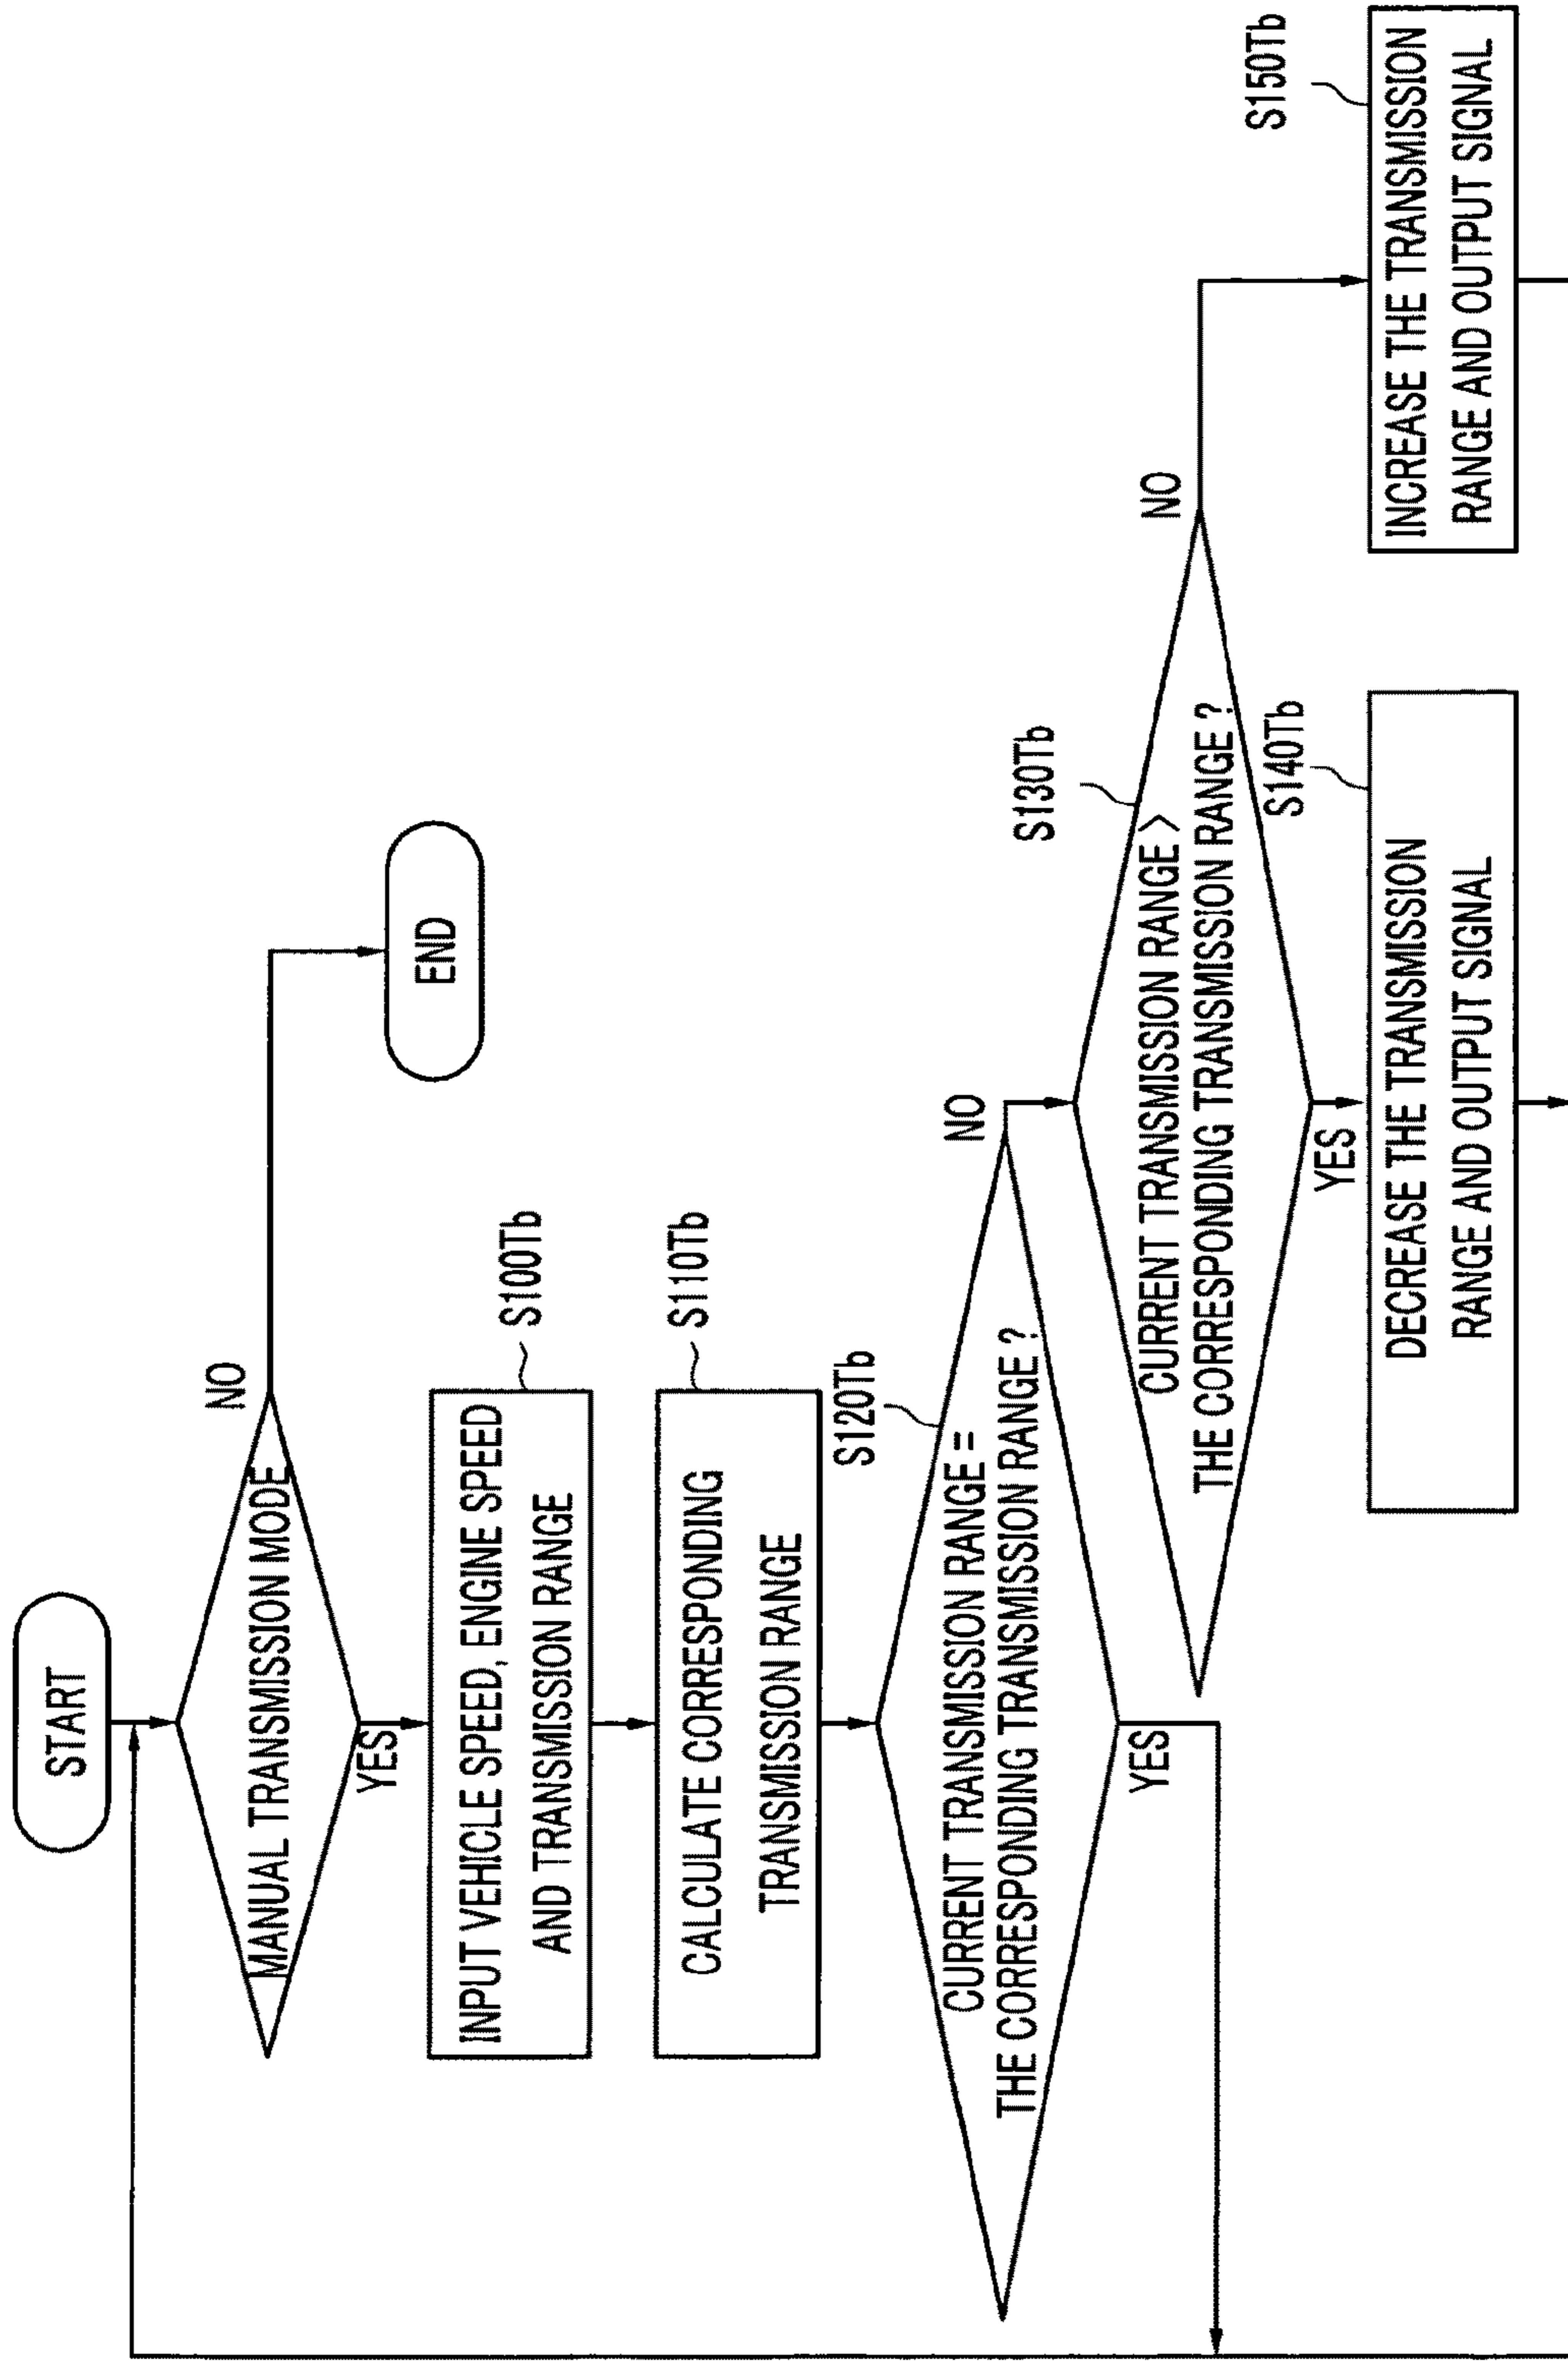 START
MANUAL TRANSMISSION MODE
NO
YES
END
S100Tb
INPUT VEHICLE SPEED, ENGINE SPEED
AND TRANSMISSION RANGE
S110Tb
CALCULATE CORRESPONDING
TRANSMISSION RANGE
S120Tb
CURRENT TRANSMISSION RANGE =
THE CORRESPONDING TRANSMISSION RANGE ?
NO
YES
S130Tb
CURRENT TRANSMISSION RANGE >
THE CORRESPONDING TRANSMISSION RANGE ?
NO
YES
S140Tb
DECREASE THE TRANSMISSION
RANGE AND OUTPUT SIGNAL
S150Tb
INCREASE THE TRANSMISSION
RANGE AND OUTPUT SIGNAL